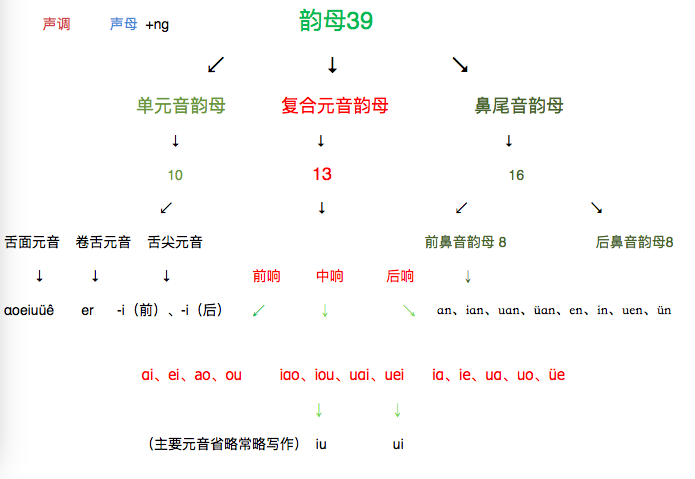 声调 声母 +ng 韵母39
↙ ↓ ↘
单元音韵母 复合元音韵母 鼻尾音韵母
↓ ↓ ↓
10 13 16
↙ ↓ ↙ ↘
舌面元音 卷舌元音 舌尖元音 前鼻音韵母 8 后鼻音韵母8
↓ ↓ ↓ 前响 中响 后响 ↓
ɑoeiuüê er -i（前）、-i（后） ↙ ↓ ↘ an、ian、uan、üan、en、in、uen、ün
ɑi、ei、ɑo、ou iɑo、iou、uɑi、uei iɑ、ie、uɑ、uo、üe
↓ ↓
（主要元音省略常略写作） iu ui